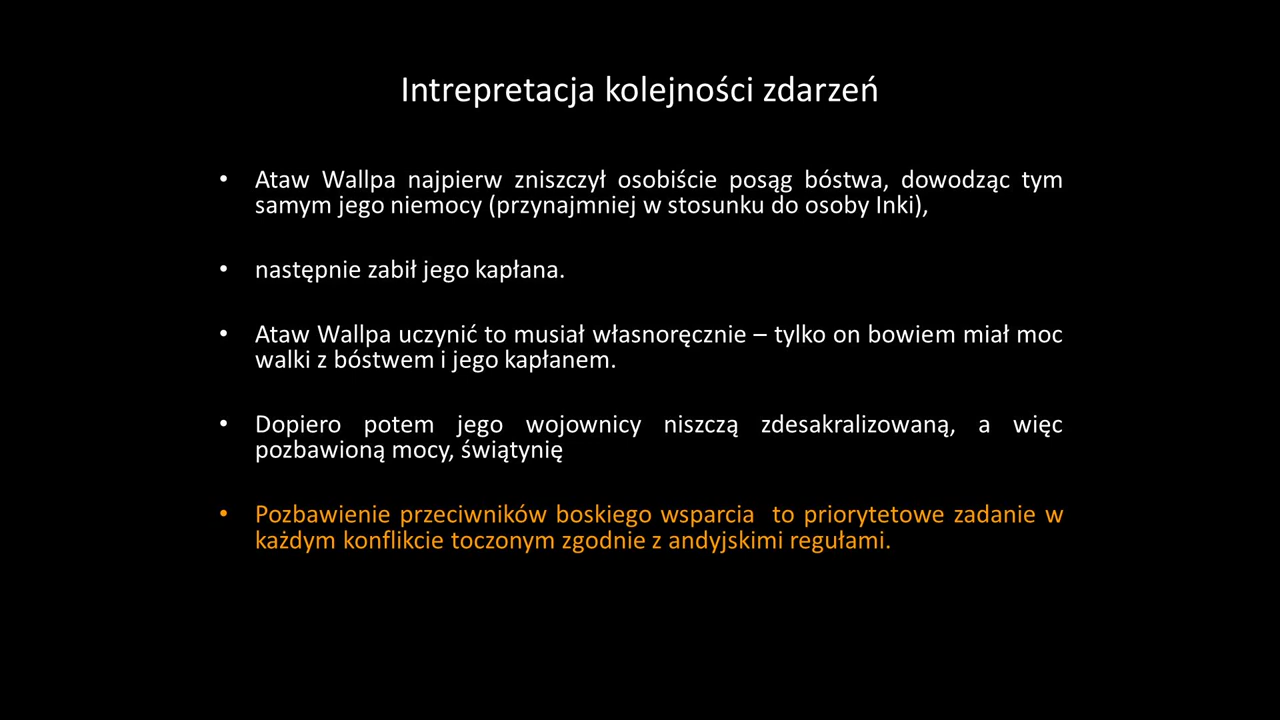 Intrepretacja kolejności zdarzeń
• Ataw Wallpa najpierw zniszczył osobiście posąg bóstwa, dowodząc tym
samym jego niemocy (przynajmniej w stosunku do osoby Inki),
• następnie zabił jego kapłana.
• Ataw Wallpa uczynić to musiał własnoręcznie – tylko on bowiem miał moc
walki z bóstwem i jego kapłanem.
• Dopiero potem jego wojownicy niszczą zdesakralizowaną, a więc
pozbawioną mocy, świątynię
• Pozbawienie przeciwników boskiego wsparcia  to priorytetowe zadanie w
każdym konflikcie toczonym zgodnie z andyjskimi regułami.